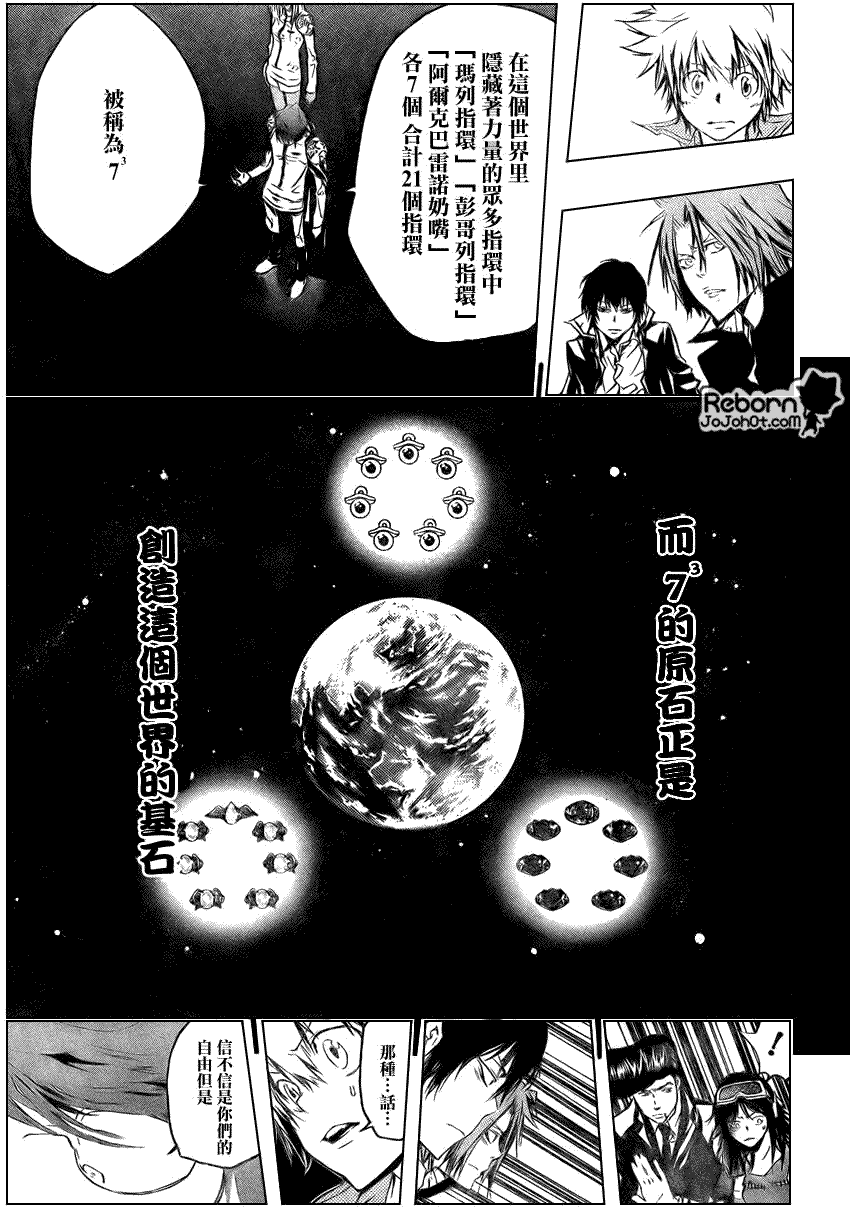 在這個世界里
隱藏著力量的眾多指環中
『瑪列指環』『彭哥列指環』
『阿爾克巴雷諾奶嘴』
各7個 合計21個指環
被稱為7³
Reborn
JoJohOt.com
而7³的原石正是
創造這個世界的基石
!
那種…話…
信不信是你們的
自由但是